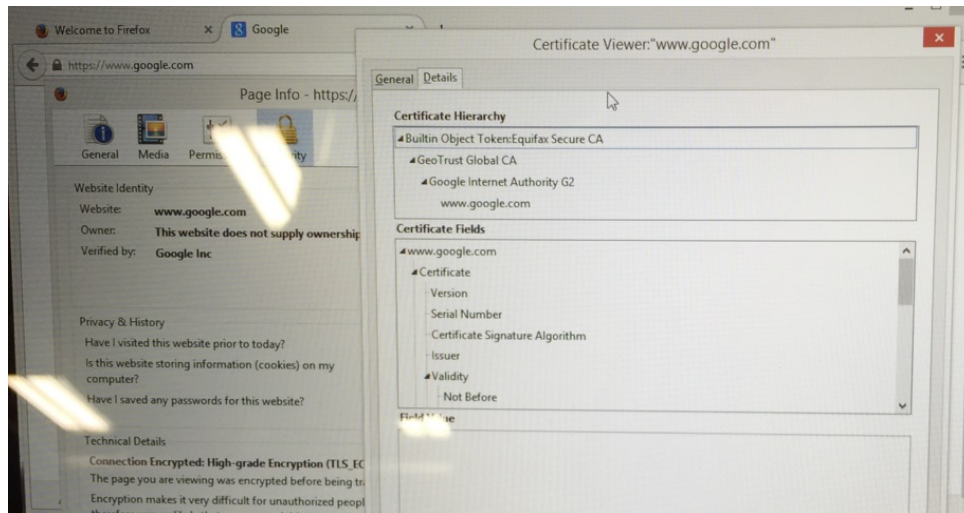 Welcome to Firefox
Google
https://www.google.com
Page Info - https:/
General
Media
Website Identity
Website: www.google.com
Owner: This website does not supply ownership
Verified by: Google Inc
Privacy & History
Have I visited this website prior to today?
Is this website storing information (cookies) on my
computer?
Have I saved any passwords for this website?
Technical Details
Connection Encrypted: High-grade Encryption (TLS_EC
The page you are viewing was encrypted before being tr
Encryption makes it very difficult for unauthorized peopl
Certificate Viewer:"www.google.com"
General
Details
Certificate Hierarchy
Builtin Object Token:Equifax Secure CA
GeoTrust Global CA
Google Internet Authority G2
www.google.com
Certificate Fields
www.google.com
Certificate
Version
Serial Number
Certificate Signature Algorithm
Issuer
Validity
Not Before